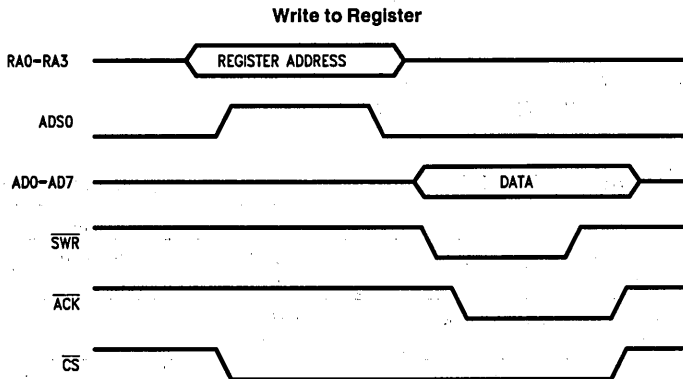 Write to Register
RA0-RA3
REGISTER ADDRESS
ADS0
AD0-AD7
DATA
SWR
ACK
CS